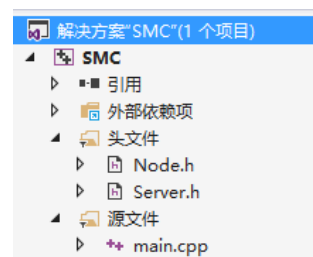 解决方案"SMC"(1 个项目)
SMC
引用
外部依赖项
头文件
Node.h
Server.h
源文件
main.cpp